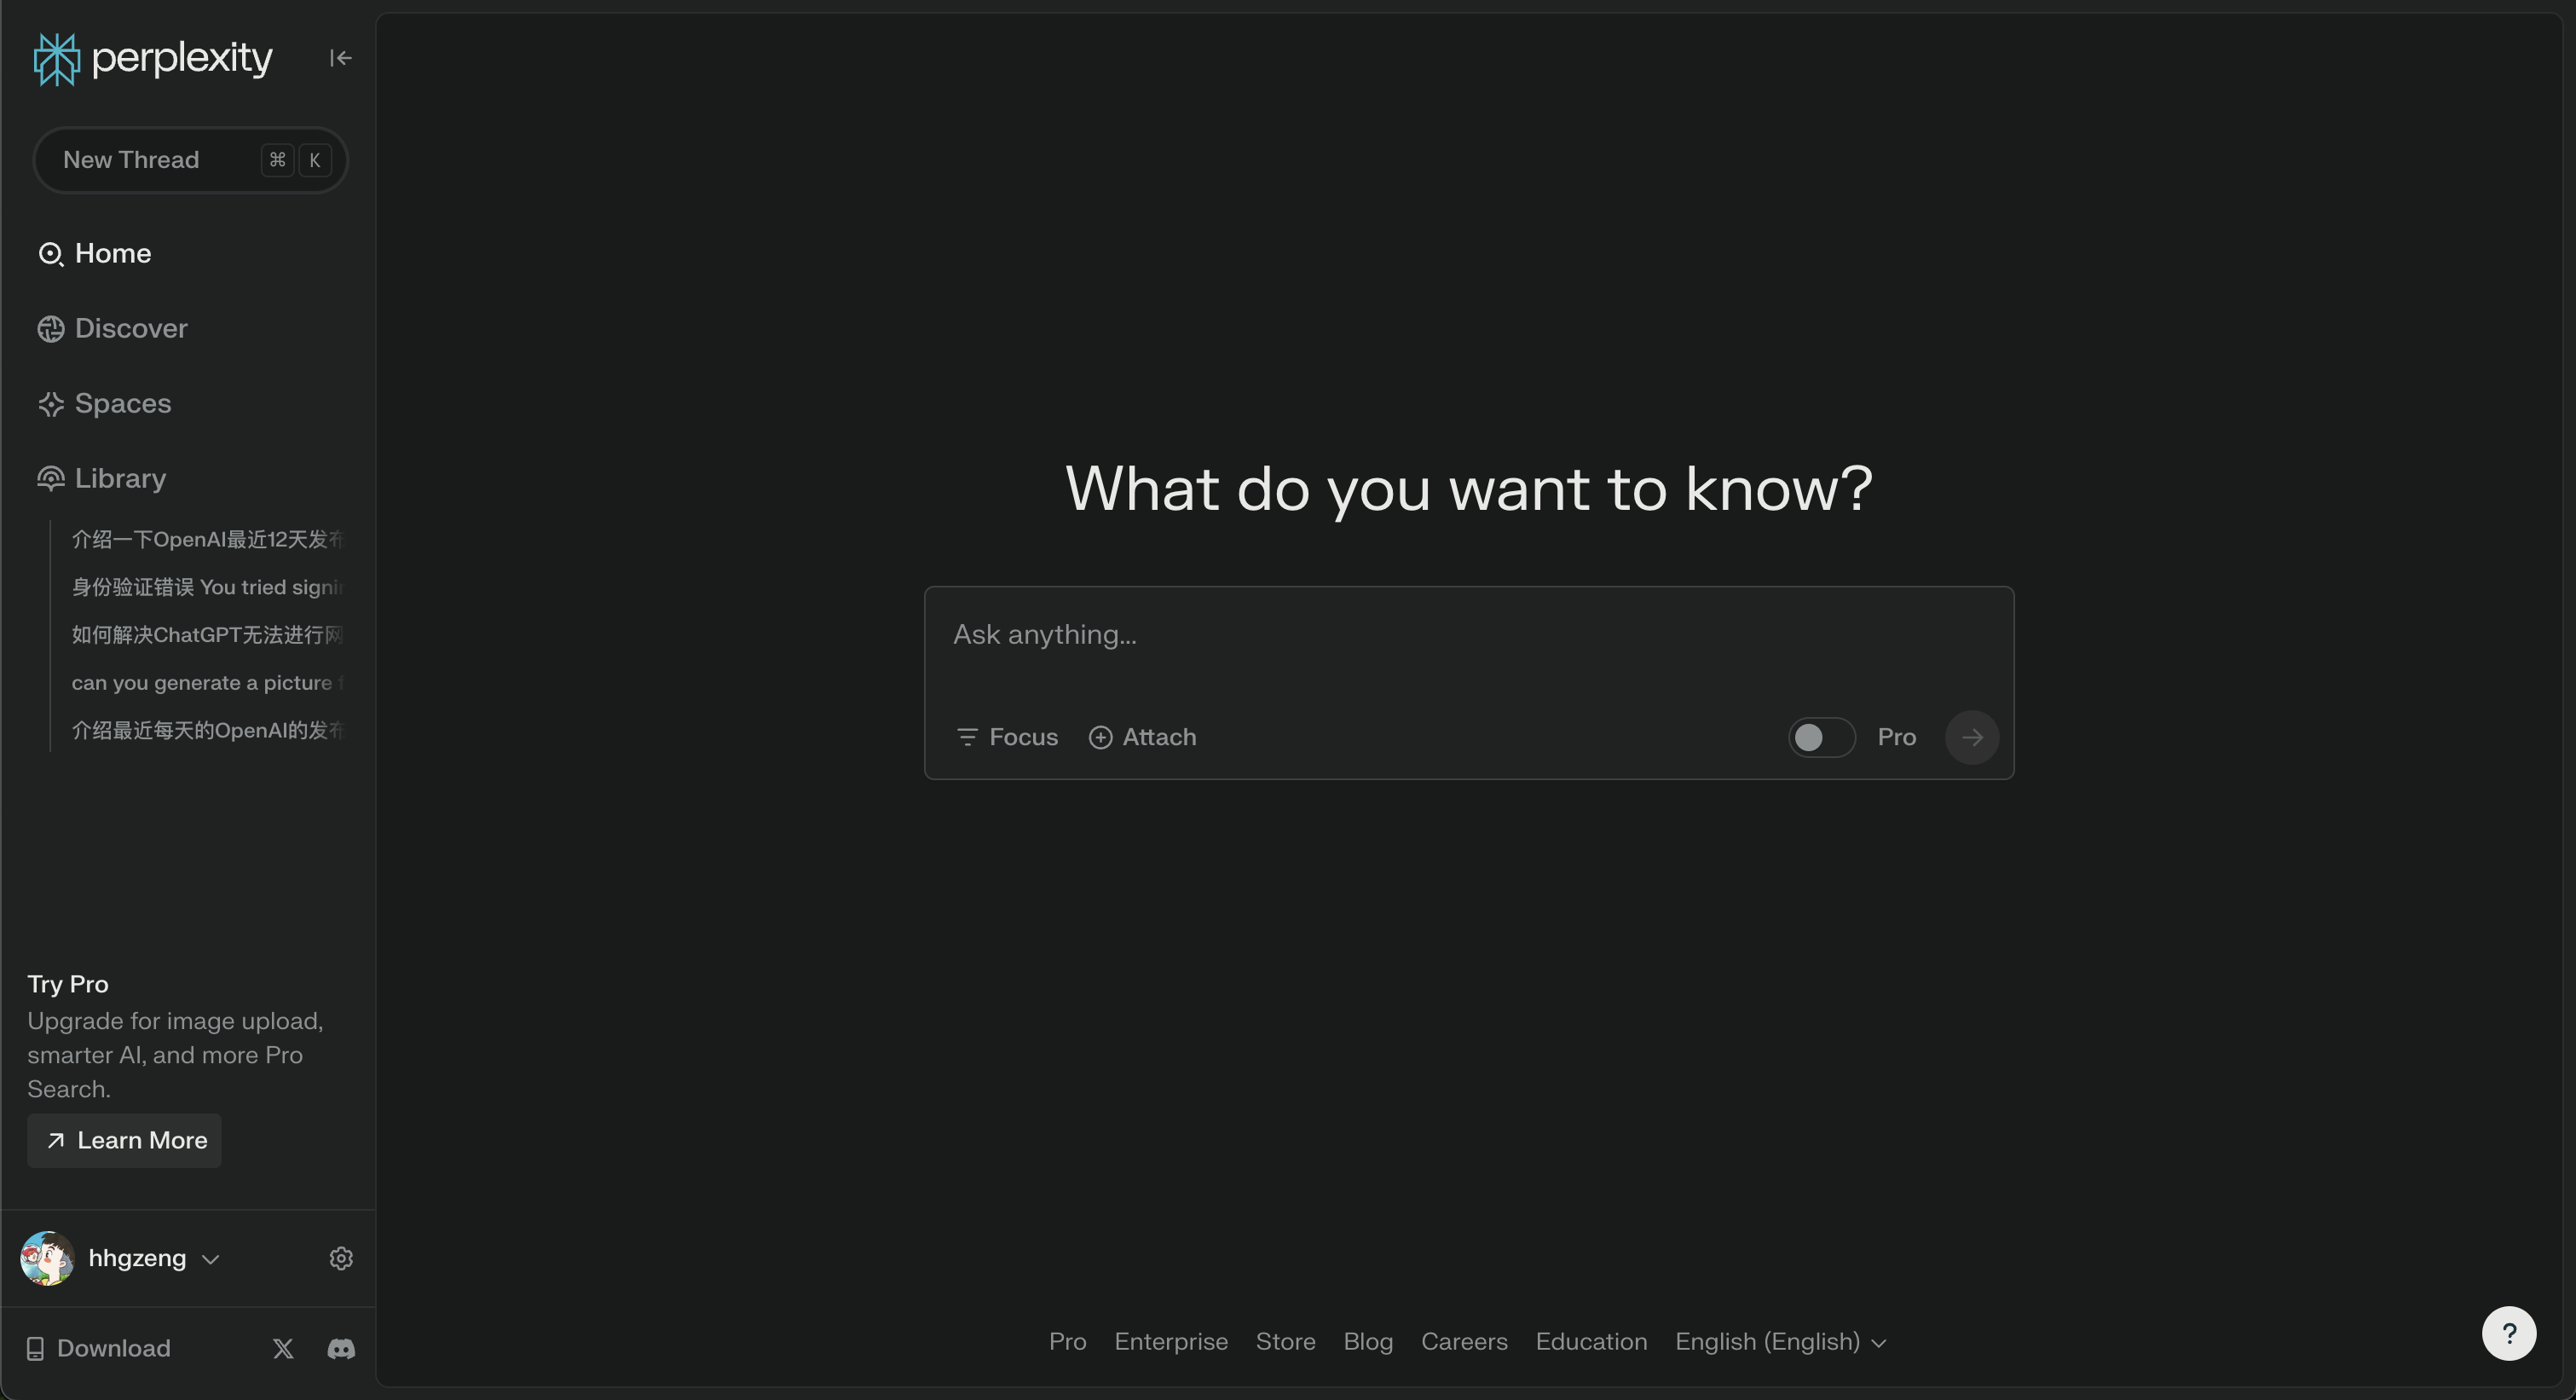 perplexity
New Thread ⌘ K
Home
Discover
Spaces
Library
介绍一下OpenAI最近12天发布
身份验证错误 You tried signin
如何解决ChatGPT无法进行网
can you generate a picture f
介绍最近每天的OpenAI的发布
Try Pro
Upgrade for image upload,
smarter AI, and more Pro
Search.
Learn More
hhgzeng
Download
What do you want to know?
Ask anything...
Focus Attach Pro
Pro Enterprise Store Blog Careers Education English (English)
?